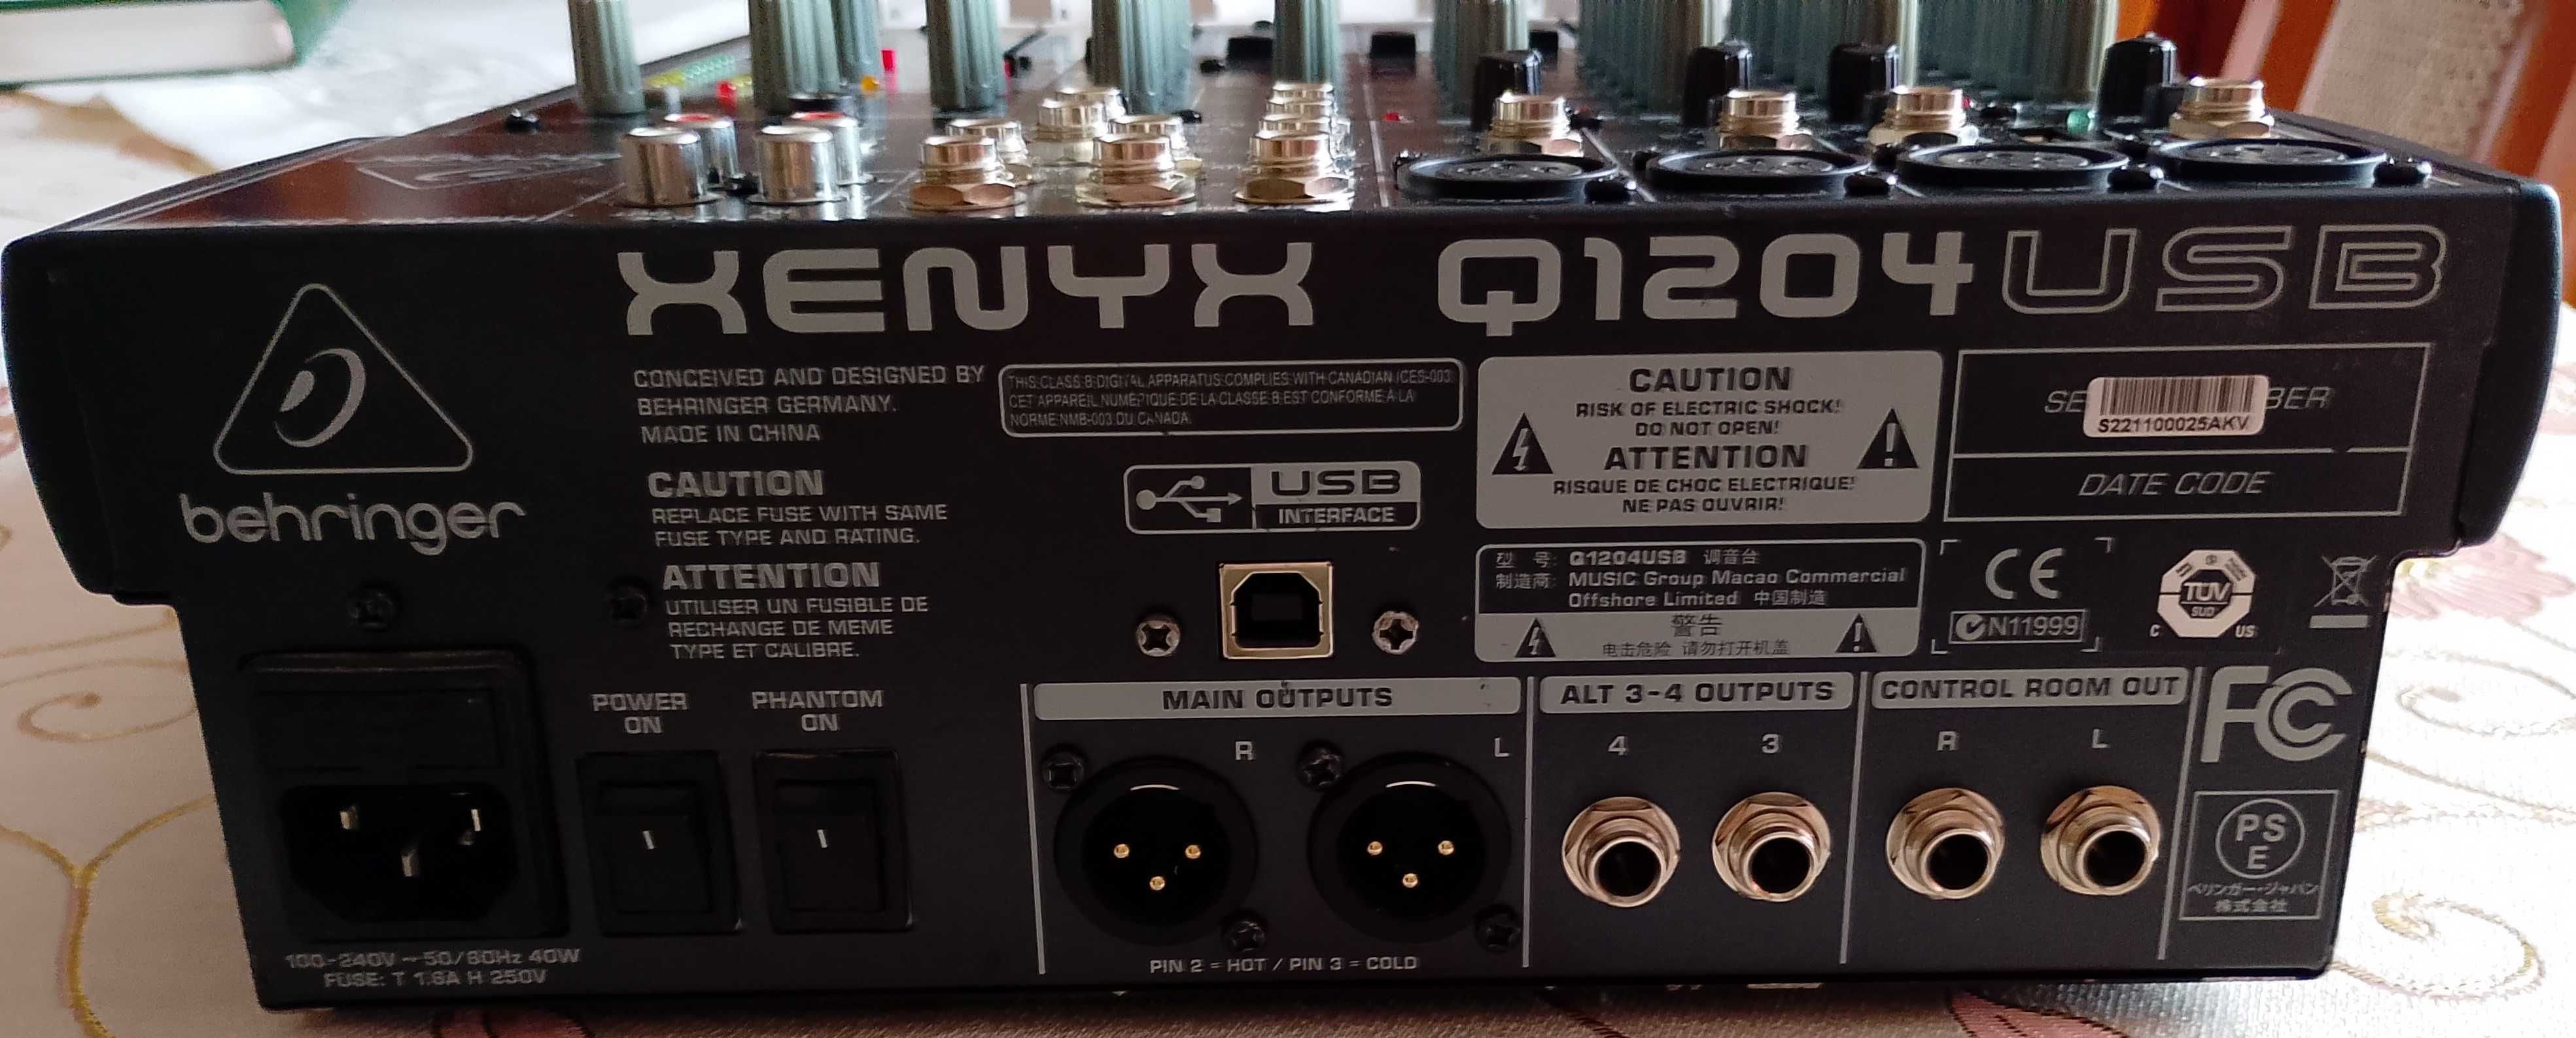 XENYX Q1204USB
behringer
CONCEIVED AND DESIGNED BY
BEHRINGER GERMANY.
MADE IN CHINA
CAUTION
REPLACE FUSE WITH SAME
FUSE TYPE AND RATING.
ATTENTION
UTILISER UN FUSIBLE DE
RECHANGE DE MEME
TYPE ET CALIBRE.
THIS CLASS B DIGITAL APPARATUS COMPLIES WITH CANADIAN ICES-003
CET APPAREIL NUMÉRIQUE DE LA CLASSE B EST CONFORME À LA
NORME NMB-003 DU CANADA.
USB
INTERFACE
CAUTION
RISK OF ELECTRIC SHOCK!
DO NOT OPEN!
ATTENTION
RISQUE DE CHOC ELECTRIQUE!
NE PAS OUVRIR!
SE BER
S221100025AKV
DATE CODE
型 号: Q1204USB 调音台
制造商: MUSIC Group Macao Commercial
Offshore Limited 中国制造
警告
电击危险 请勿打开机盖
CE
N11999
TUV
SUD
C US
FC
PS
E
ベリンガー・ジャパン
株式会社
POWER
ON
PHANTOM
ON
100-240V ~ 50/60Hz 40W
FUSE: T 1.6A H 250V
MAIN OUTPUTS
R L
PIN 2 = HOT / PIN 3 = COLD
ALT 3-4 OUTPUTS
4 3
CONTROL ROOM OUT
R L